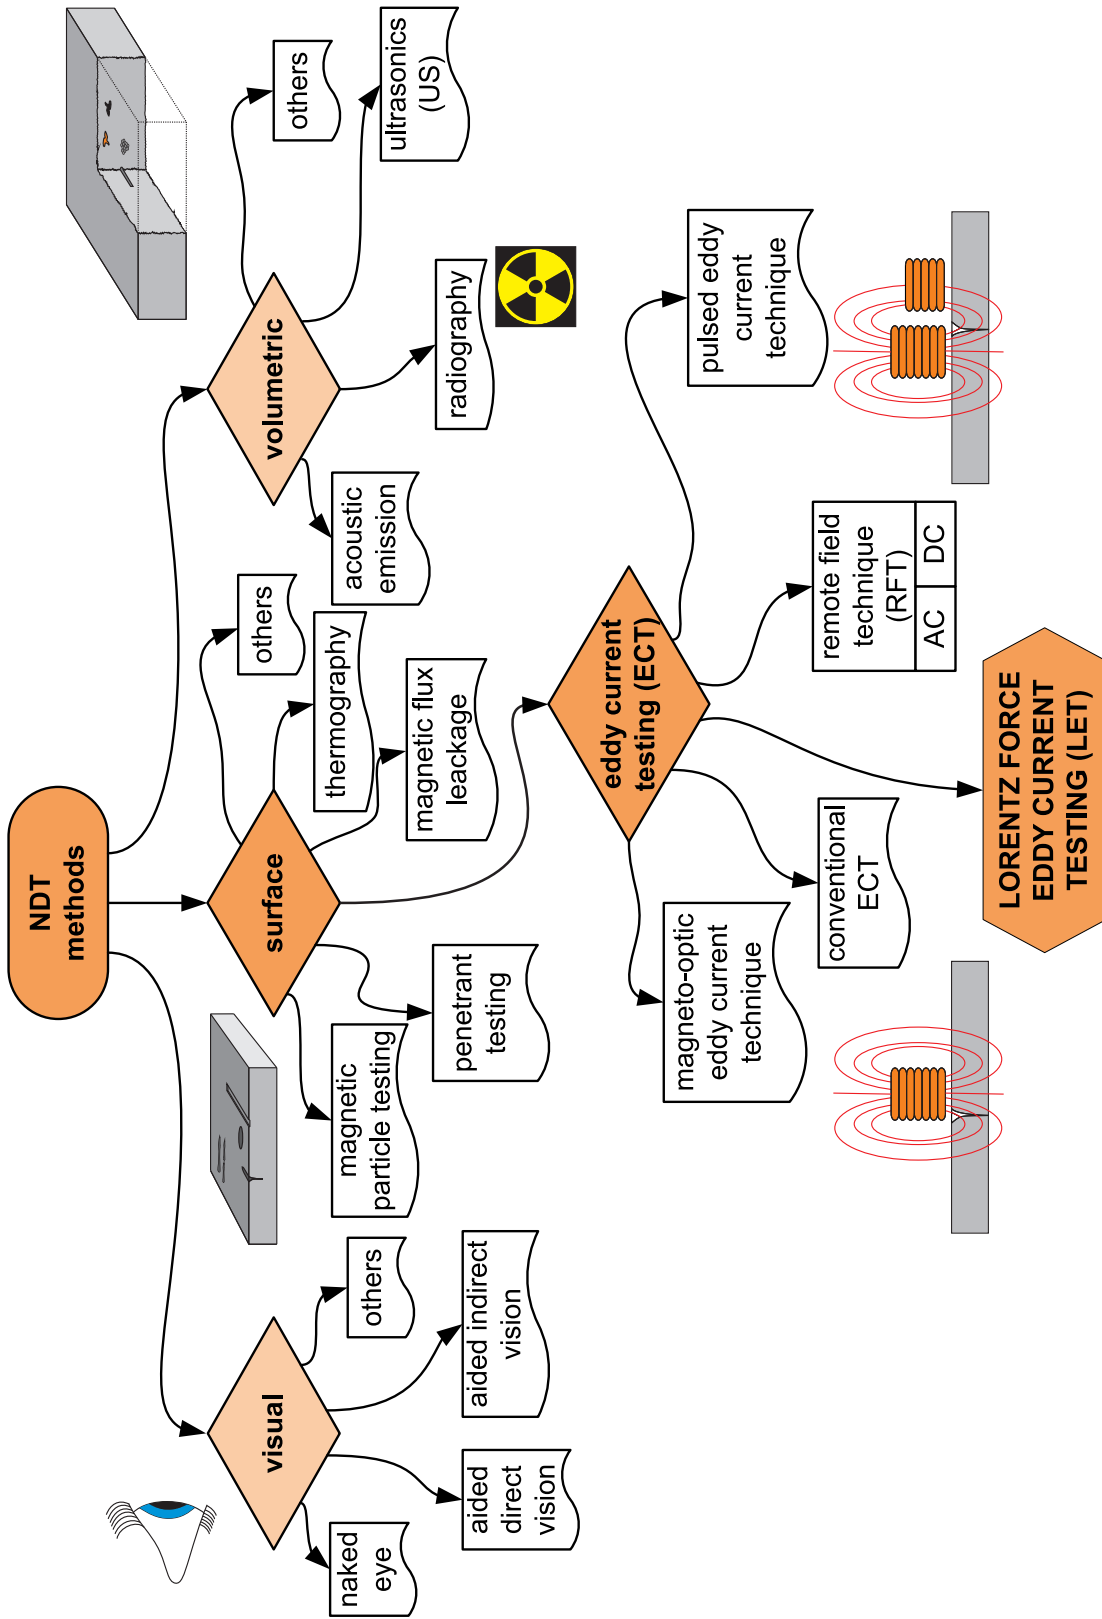 NDT
methods
visual
surface
volumetric
naked
eye
aided
direct
vision
aided indirect
vision
others
magnetic
particle testing
penetrant
testing
magnetic flux
leackage
thermography
others
acoustic
emission
radiography
ultrasonics
(US)
others
eddy current
testing (ECT)
magneto-optic
eddy current
technique
conventional
ECT
LORENTZ FORCE
EDDY CURRENT
TESTING (LET)
remote field
technique
(RFT)
AC
DC
pulsed eddy
current
technique